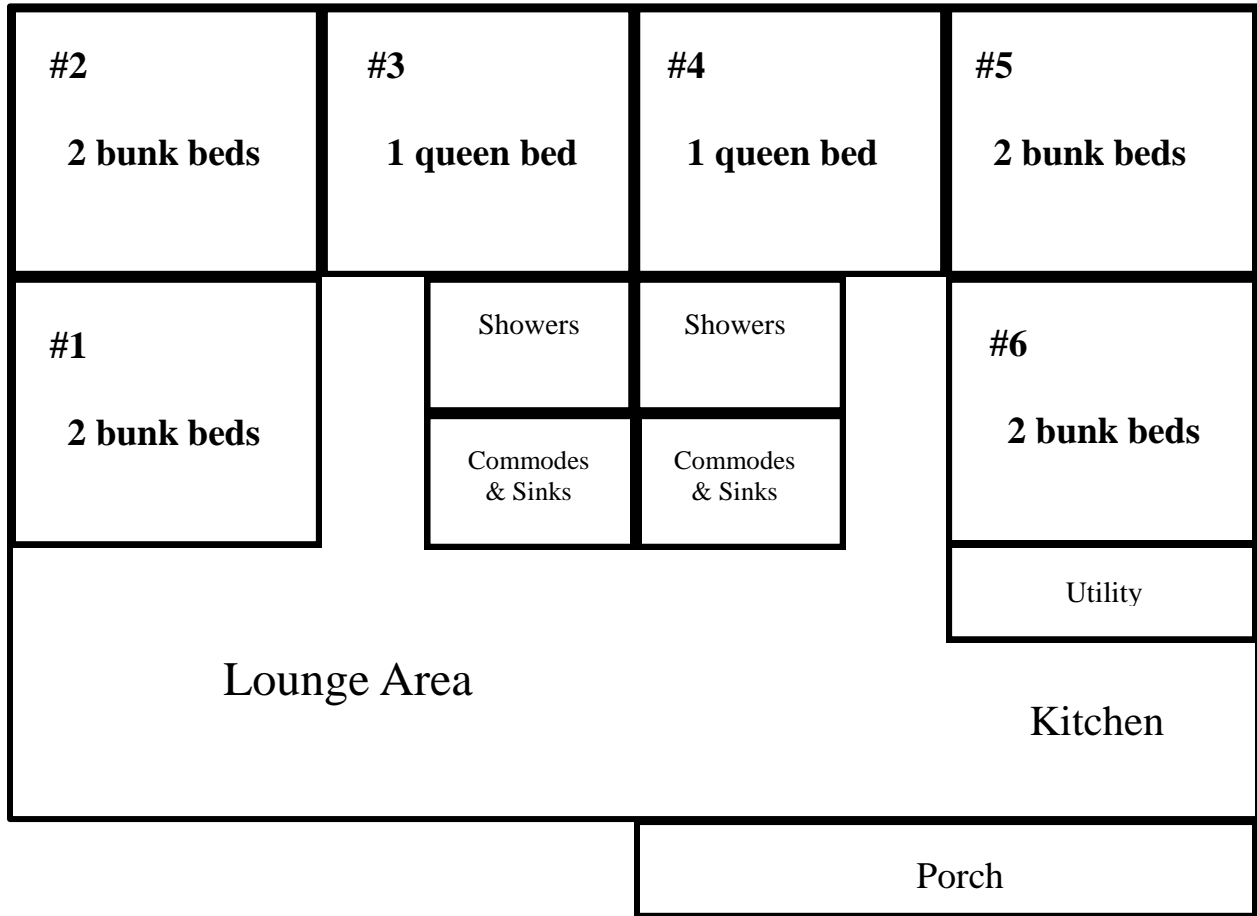 #2
2 bunk beds
#3
1 queen bed
#4
1 queen bed
#5
2 bunk beds
#1
2 bunk beds
Showers
Showers
Commodes
& Sinks
Commodes
& Sinks
#6
2 bunk beds
Utility
Lounge Area
Kitchen
Porch